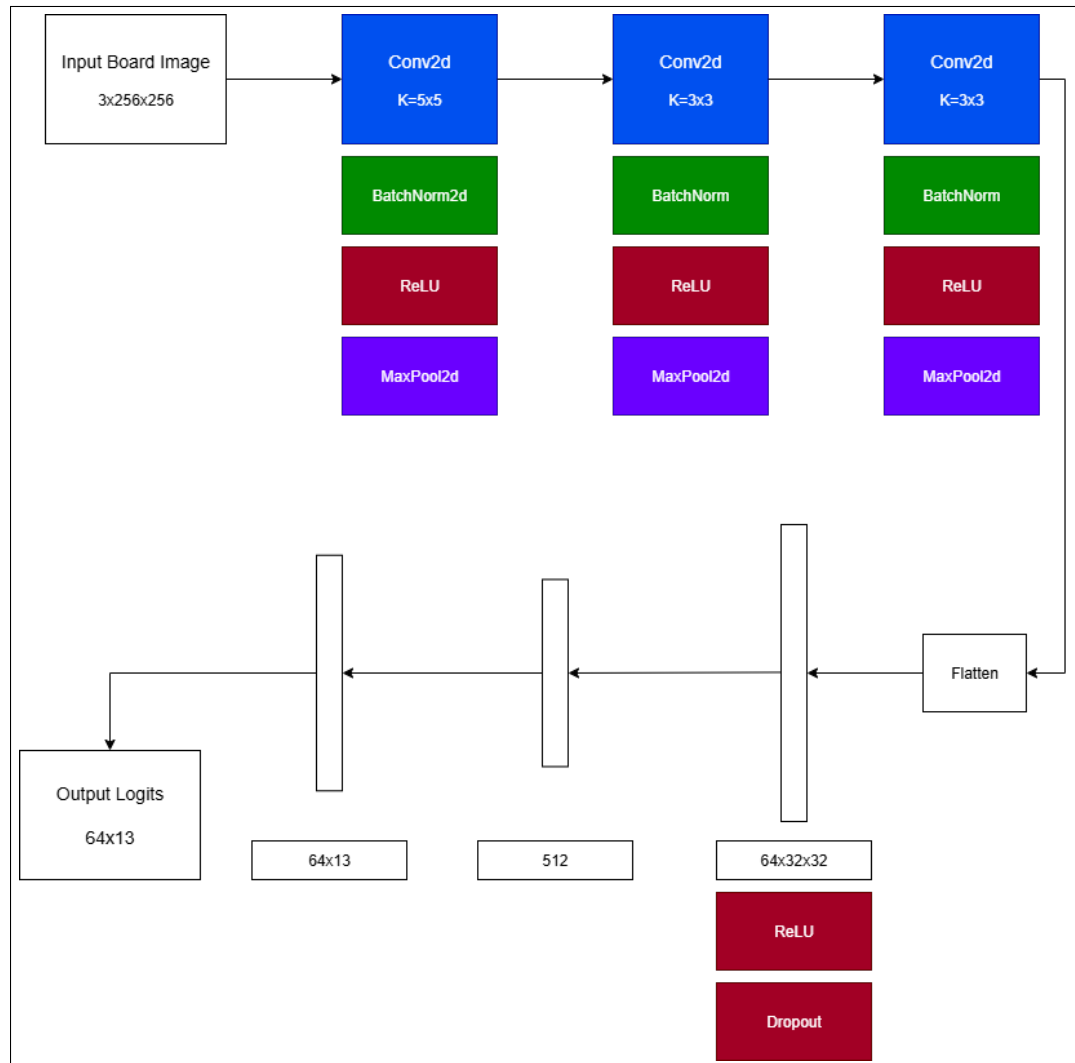 Input Board Image
3x256x256
Conv2d
K=5x5
BatchNorm2d
ReLU
MaxPool2d
Conv2d
K=3x3
BatchNorm
ReLU
MaxPool2d
Conv2d
K=3x3
BatchNorm
ReLU
MaxPool2d
Flatten
64x32x32
ReLU
Dropout
512
64x13
Output Logits
64x13